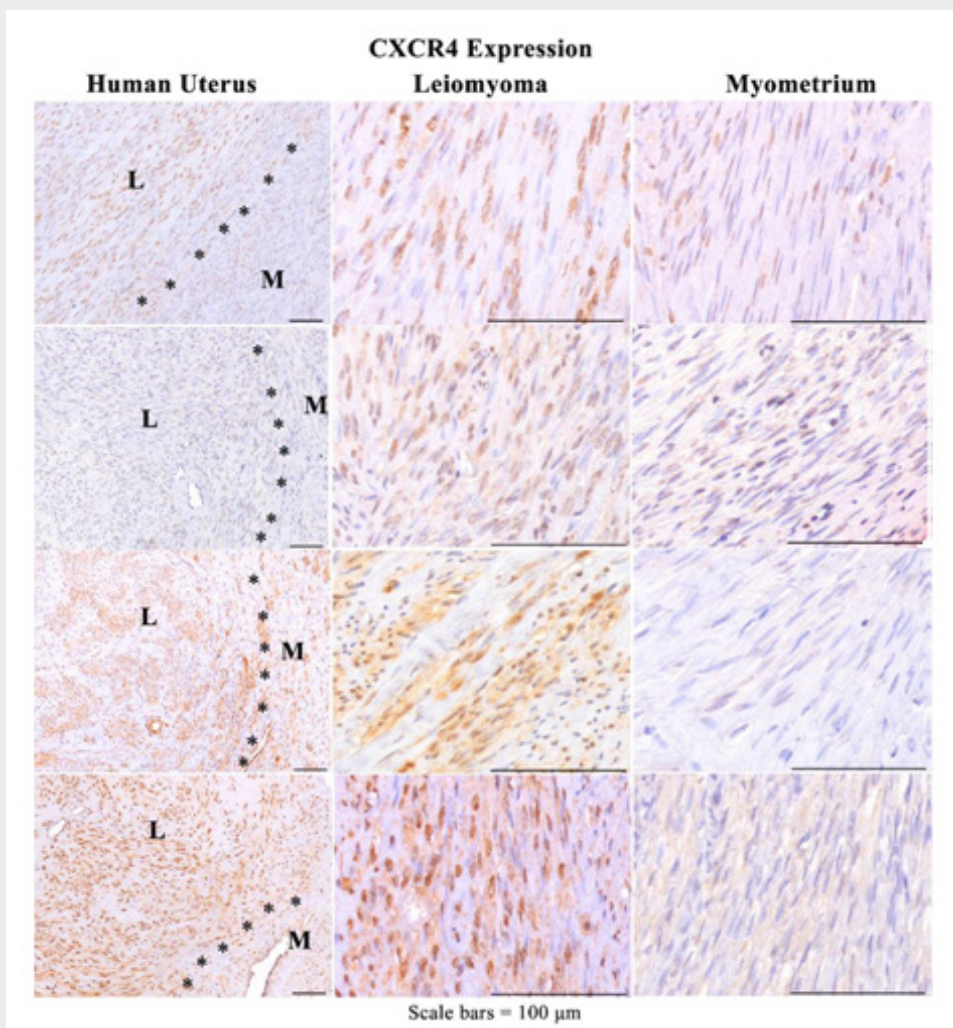 CXCR4 Expression
Human Uterus Leiomyoma Myometrium
L
M
L
M
L
M
L
M
Scale bars = 100 μm